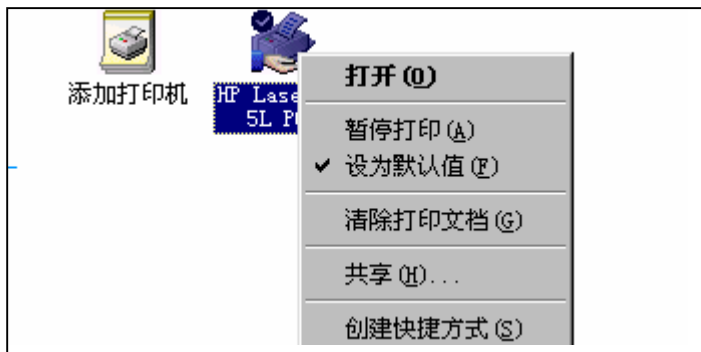 添加打印机
HP Lase
5L P
打开(O)
暂停打印(A)
设为默认值(F)
清除打印文档(G)
共享(H)...
创建快捷方式(S)